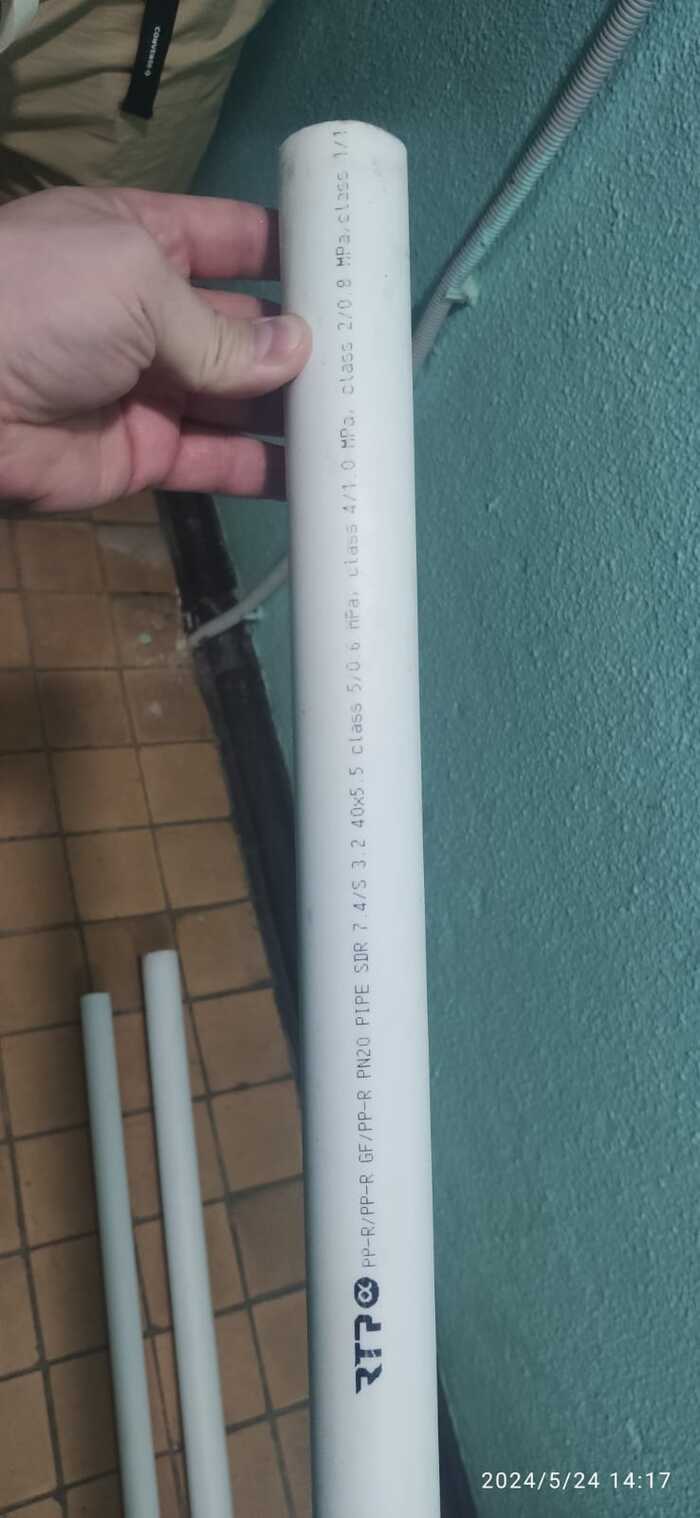 CONVERSE
RTP α PP-R/PP-R GF/PP-R PN20 PIPE SDR 7.4/S 3.2 40x5.5 class 5/0.6 mPa, class 4/1.0 MPa, class 2/0.8 MPa,class 1/1
2024/5/24 14:17